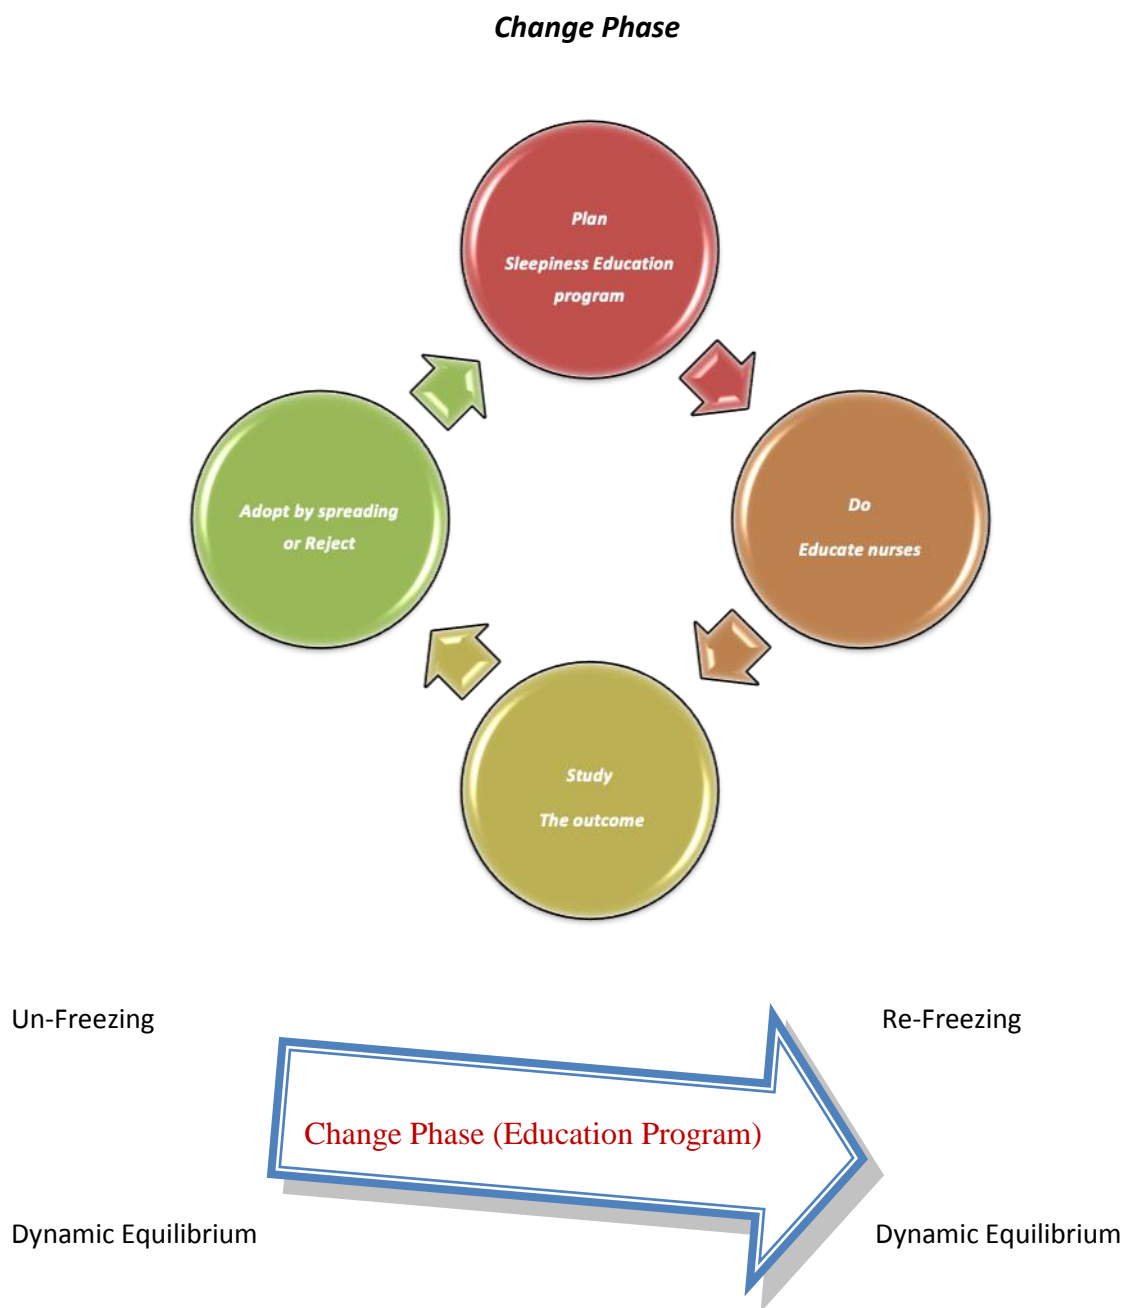 Change Phase
Plan
Sleepiness Education
program
Adopt by spreading
or Reject
Do
Educate nurses
Study
The outcome
Un-Freezing
Re-Freezing
Change Phase (Education Program)
Dynamic Equilibrium
Dynamic Equilibrium